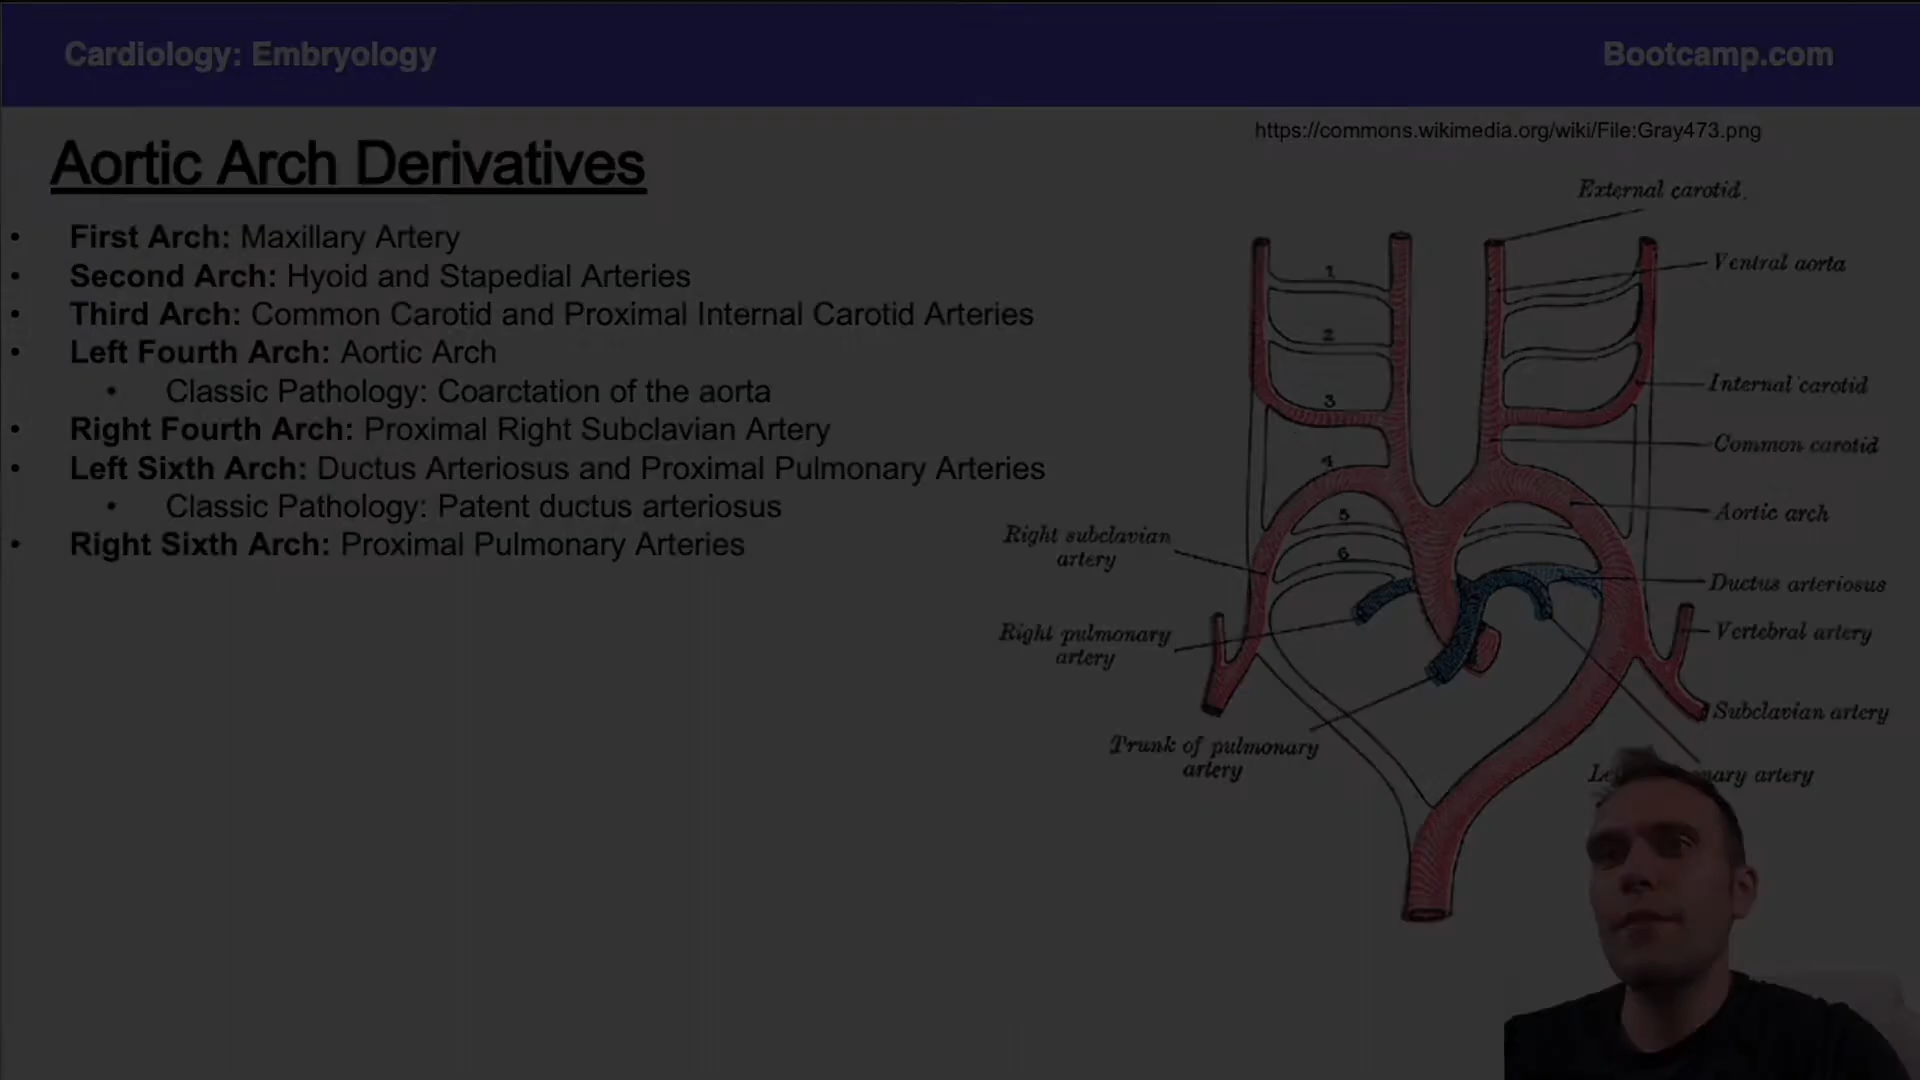 Cardiology: Embryology
Bootcamp.com
https://commons.wikimedia.org/wiki/File:Gray473.png
Aortic Arch Derivatives
• First Arch: Maxillary Artery
• Second Arch: Hyoid and Stapedial Arteries
• Third Arch: Common Carotid and Proximal Internal Carotid Arteries
• Left Fourth Arch: Aortic Arch
• Classic Pathology: Coarctation of the aorta
• Right Fourth Arch: Proximal Right Subclavian Artery
• Left Sixth Arch: Ductus Arteriosus and Proximal Pulmonary Arteries
• Classic Pathology: Patent ductus arteriosus
• Right Sixth Arch: Proximal Pulmonary Arteries
External carotid.
Ventral aorta
Internal carotid
Common carotid
Aortic arch
Ductus arteriosus
Vertebral artery
Subclavian artery
artery
1
2
3
4
5
6
Right subclavian
artery
Right pulmonary
artery
Trunk of pulmonary
artery